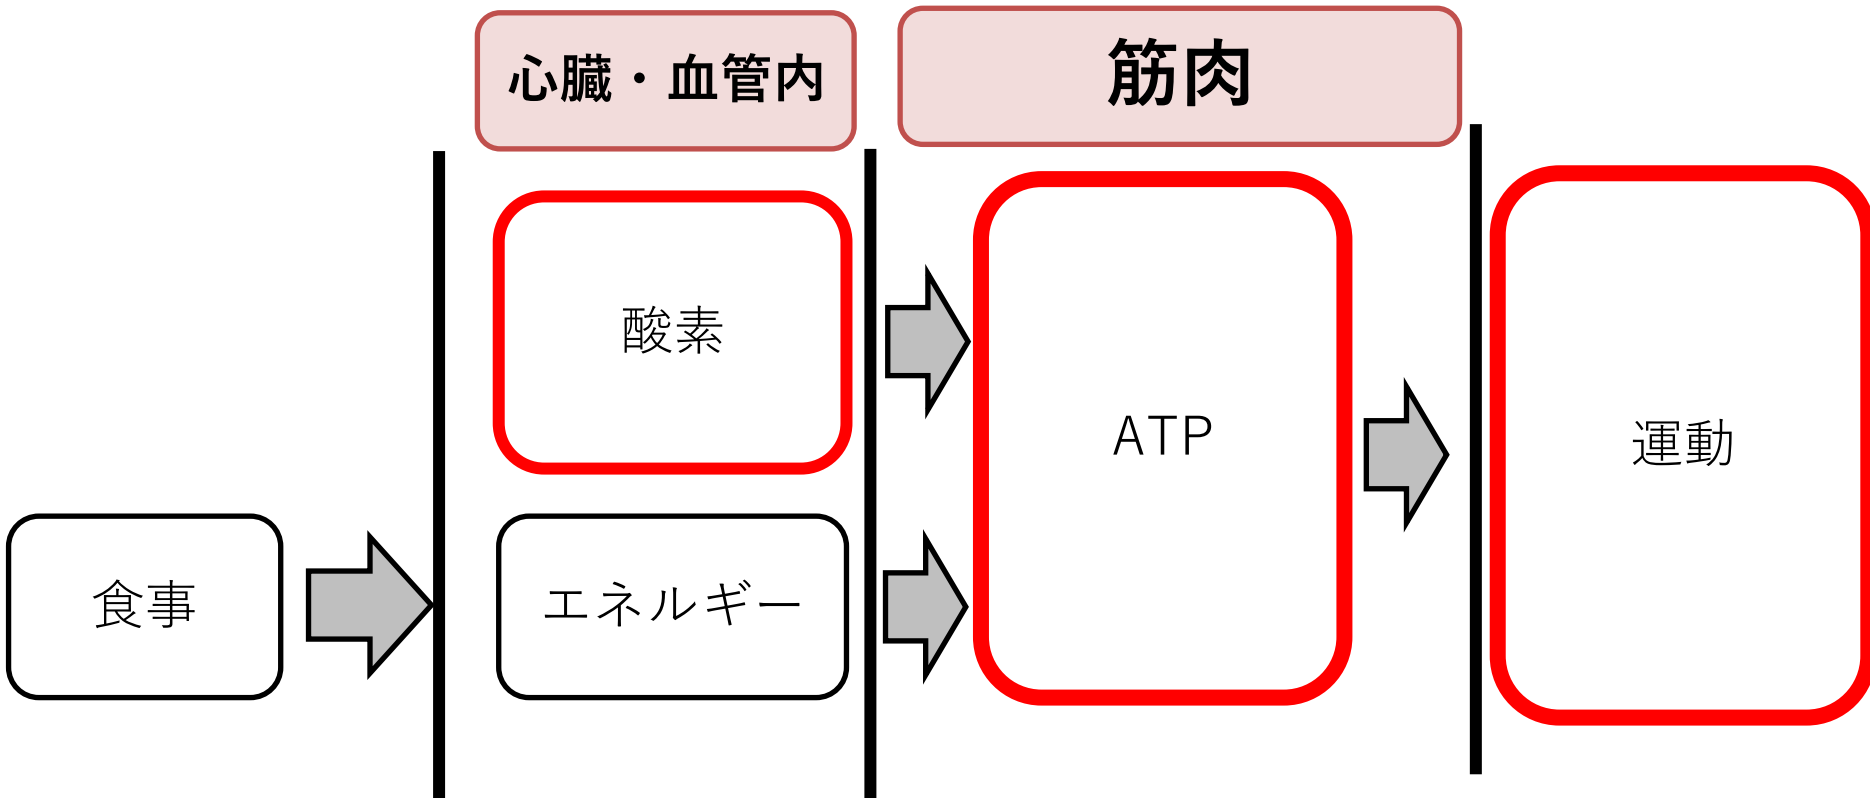 心臓・血管内
筋肉
酸素
ATP
運動
食事
エネルギー